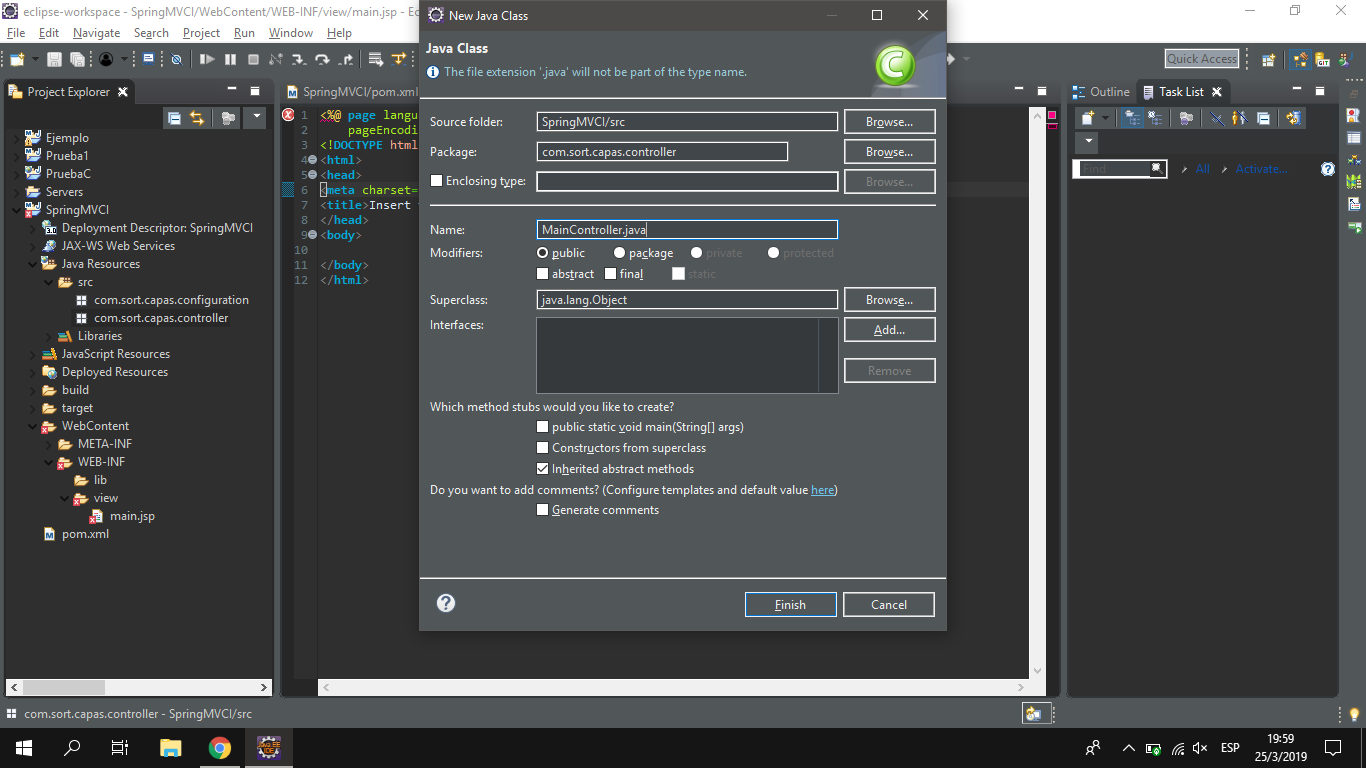 eclipse-workspace - SpringMVCI/WebContent/WEB-INF/view/main.jsp - Ec
New Java Class
File Edit Navigate Search Project Run Window Help
Java Class
The file extension '.java' will not be part of the type name.
Quick Access
Project Explorer
SpringMVCI/pom.xml
Outline
Task List
Source folder:
SpringMVCI/src
Browse...
Package:
com.sort.capas.controller
Browse...
Enclosing type:
Browse...
Name:
MainController.java
Modifiers:
public
package
private
protected
abstract
final
static
Superclass:
java.lang.Object
Browse...
Interfaces:
Add...
Remove
Which method stubs would you like to create?
public static void main(String[] args)
Constructors from superclass
Inherited abstract methods
Do you want to add comments? (Configure templates and default value here)
Generate comments
Finish
Cancel
Ejemplo
Prueba1
PruebaC
Servers
SpringMVCI
Deployment Descriptor: SpringMVCI
JAX-WS Web Services
Java Resources
src
com.sort.capas.configuration
com.sort.capas.controller
Libraries
JavaScript Resources
Deployed Resources
build
target
WebContent
META-INF
WEB-INF
lib
view
main.jsp
pom.xml
1 <%@ page langu
2 pageEncodi
3 <!DOCTYPE html
4 <html>
5 <head>
6 <meta charset=
7 <title>Insert
8 </head>
9 <body>
10
11 </body>
12 </html>
Find
All
Activate...
com.sort.capas.controller - SpringMVCI/src
ESP
19:59
25/3/2019